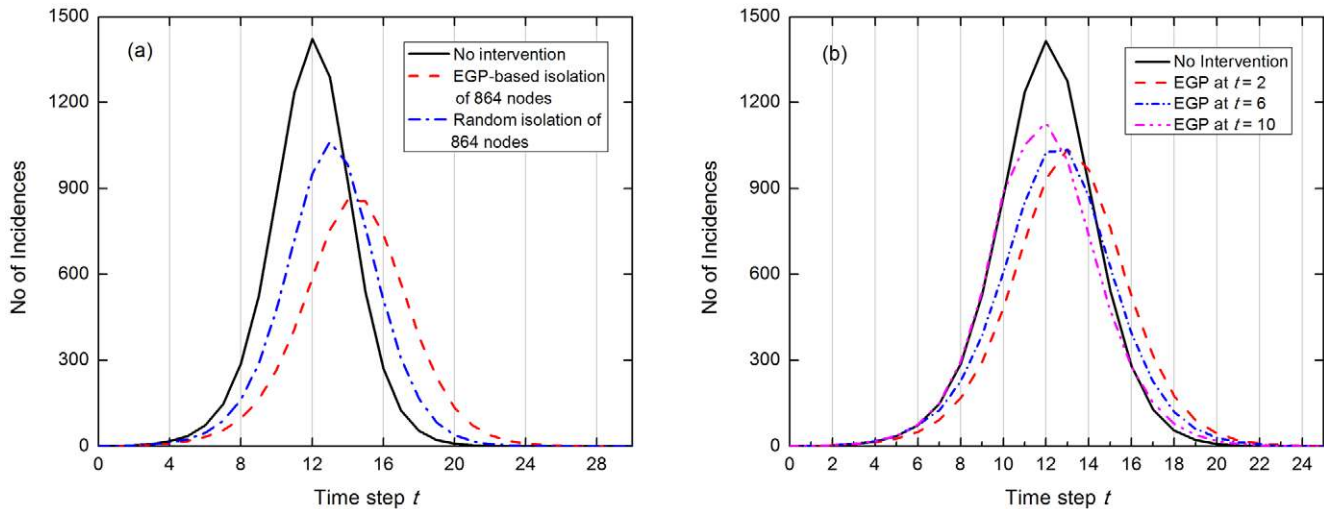 (a)
No intervention
EGP-based isolation
of 864 nodes
Random isolation of
864 nodes
No of Incidences
1500
1200
900
600
300
0
0 4 8 12 16 20 24 28
Time step t
(b)
No Intervention
EGP at t = 2
EGP at t = 6
EGP at t = 10
No of Incidences
1500
1200
900
600
300
0
0 2 4 6 8 10 12 14 16 18 20 22 24
Time step t